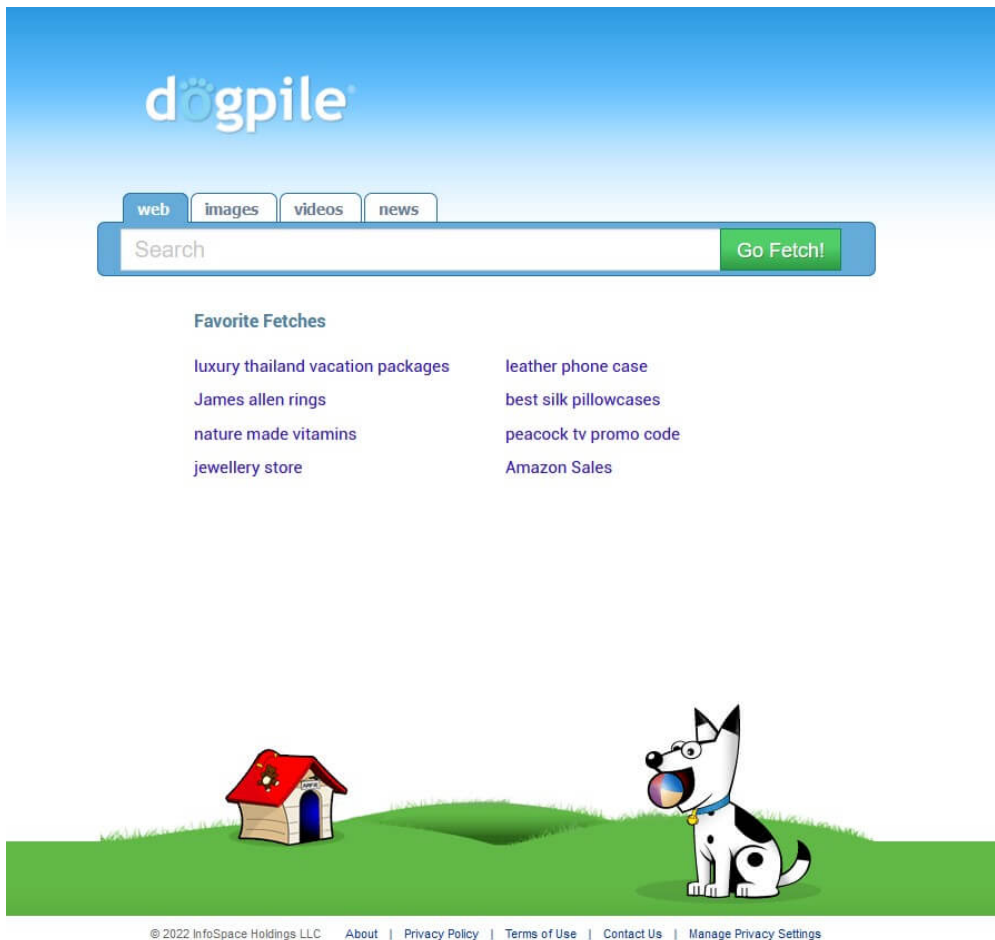 dogpile®
web images videos news
Search Go Fetch!
Favorite Fetches
luxury thailand vacation packages leather phone case
James allen rings best silk pillowcases
nature made vitamins peacock tv promo code
jewellery store Amazon Sales
ARFIE
© 2022 InfoSpace Holdings LLC About | Privacy Policy | Terms of Use | Contact Us | Manage Privacy Settings